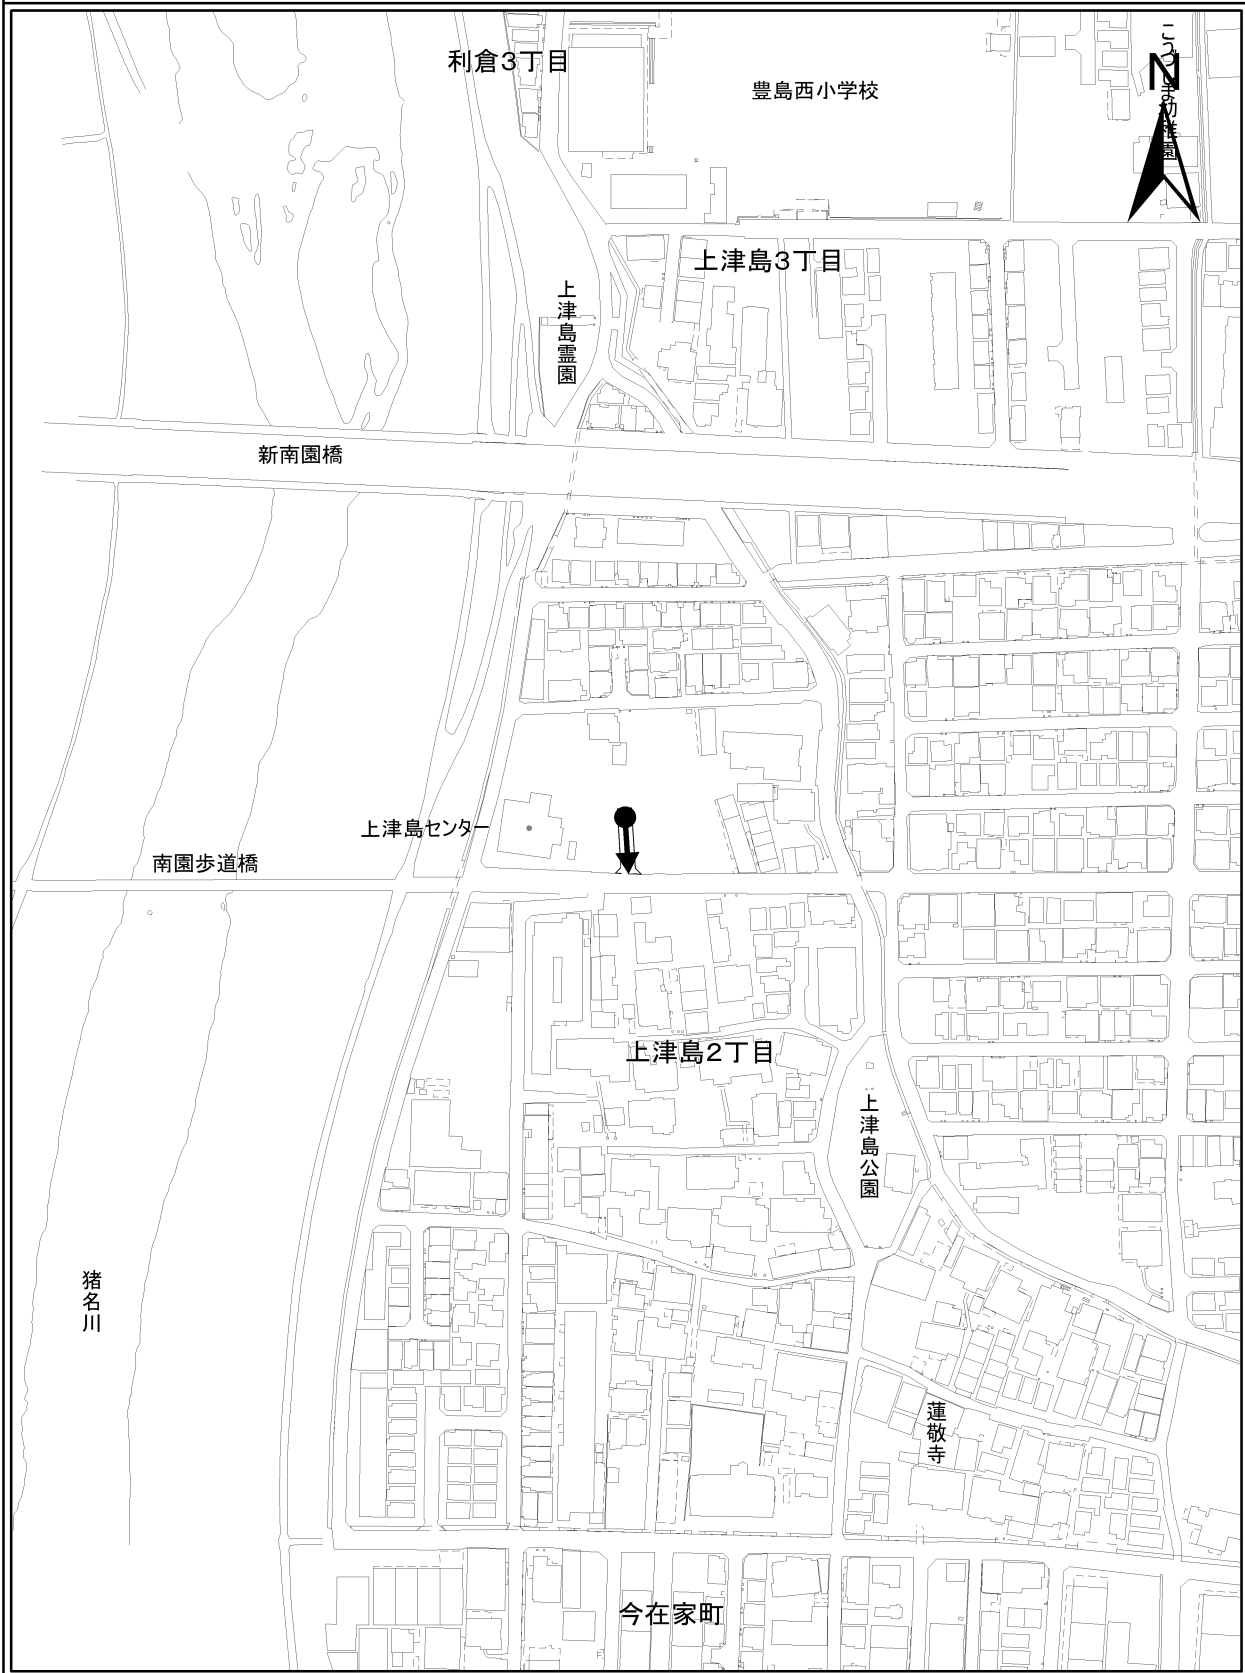 利倉3丁目
豊島西小学校
こうづしま幼稚園
N
上津島3丁目
上津島霊園
新南園橋
上津島センター
南園歩道橋
上津島2丁目
上津島公園
猪名川
蓮敬寺
今在家町